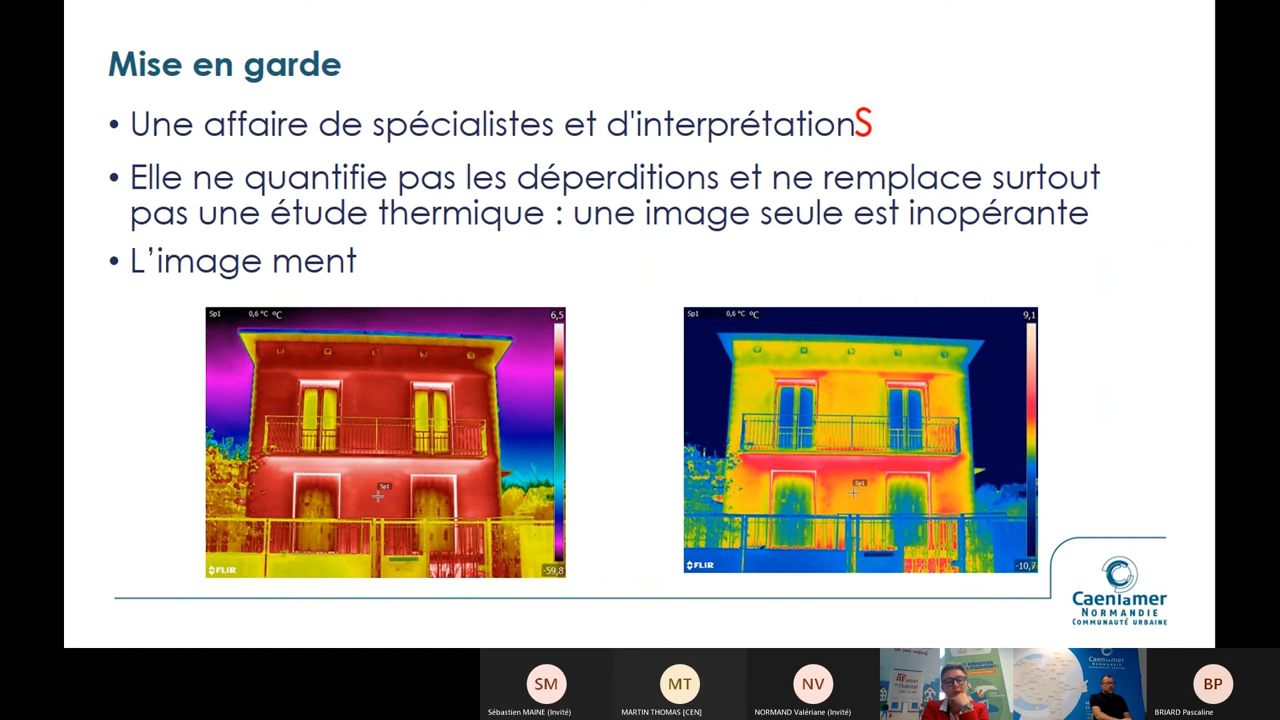 Mise en garde
• Une affaire de spécialistes et d'interprétationS
• Elle ne quantifie pas les déperditions et ne remplace surtout
pas une étude thermique : une image seule est inopérante
• L'image ment
Sp1 0,6 °C °C 6,5
Sp1
FLIR -59,8
Sp1 0,6 °C °C 9,1
Sp1
FLIR -10,7
Caenlamer
NORMANDIE
COMMUNAUTÉ URBAINE
SM
Sébastien MAINE (Invité)
MT
MARTIN THOMAS [CEN]
NV
NORMAND Valériane (Invité)
BP
BRIARD Pascaline